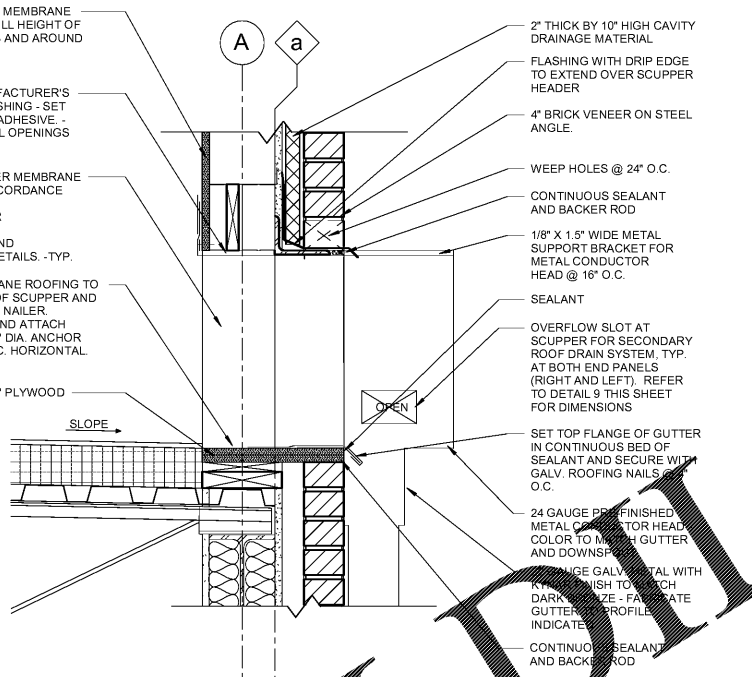 MEMBRANE
LL HEIGHT OF
AND AROUND
FACTURER'S
SHING - SET
ADHESIVE. -
L OPENINGS
ER MEMBRANE
CORDANCE
R
ND
ETAILS. -TYP.
ANE ROOFING TO
OF SCUPPER AND
NAILER.
ND ATTACH
" DIA. ANCHOR
C. HORIZONTAL.
" PLYWOOD
SLOPE
A
a
OPEN
2" THICK BY 10" HIGH CAVITY
DRAINAGE MATERIAL
FLASHING WITH DRIP EDGE
TO EXTEND OVER SCUPPER
HEADER
4" BRICK VENEER ON STEEL
ANGLE.
WEEP HOLES @ 24" O.C.
CONTINUOUS SEALANT
AND BACKER ROD
1/8" X 1.5" WIDE METAL
SUPPORT BRACKET FOR
METAL CONDUCTOR
HEAD @ 16" O.C.
SEALANT
OVERFLOW SLOT AT
SCUPPER FOR SECONDARY
ROOF DRAIN SYSTEM, TYP.
AT BOTH END PANELS
(RIGHT AND LEFT). REFER
TO DETAIL 9 THIS SHEET
FOR DIMENSIONS
SET TOP FLANGE OF GUTTER
IN CONTINUOUS BED OF
SEALANT AND SECURE WITH
GALV. ROOFING NAILS @
O.C.
24 GAUGE PRE-FINISHED
METAL CONDUCTOR HEAD
COLOR TO MATCH GUTTER
AND DOWNSPOUT
GAUGE GALV. METAL WITH
KYNAR FINISH TO MATCH
DARK BRONZE - FABRICATE
GUTTER TO PROFILE
INDICATED
CONTINUOUS SEALANT
AND BACKER ROD